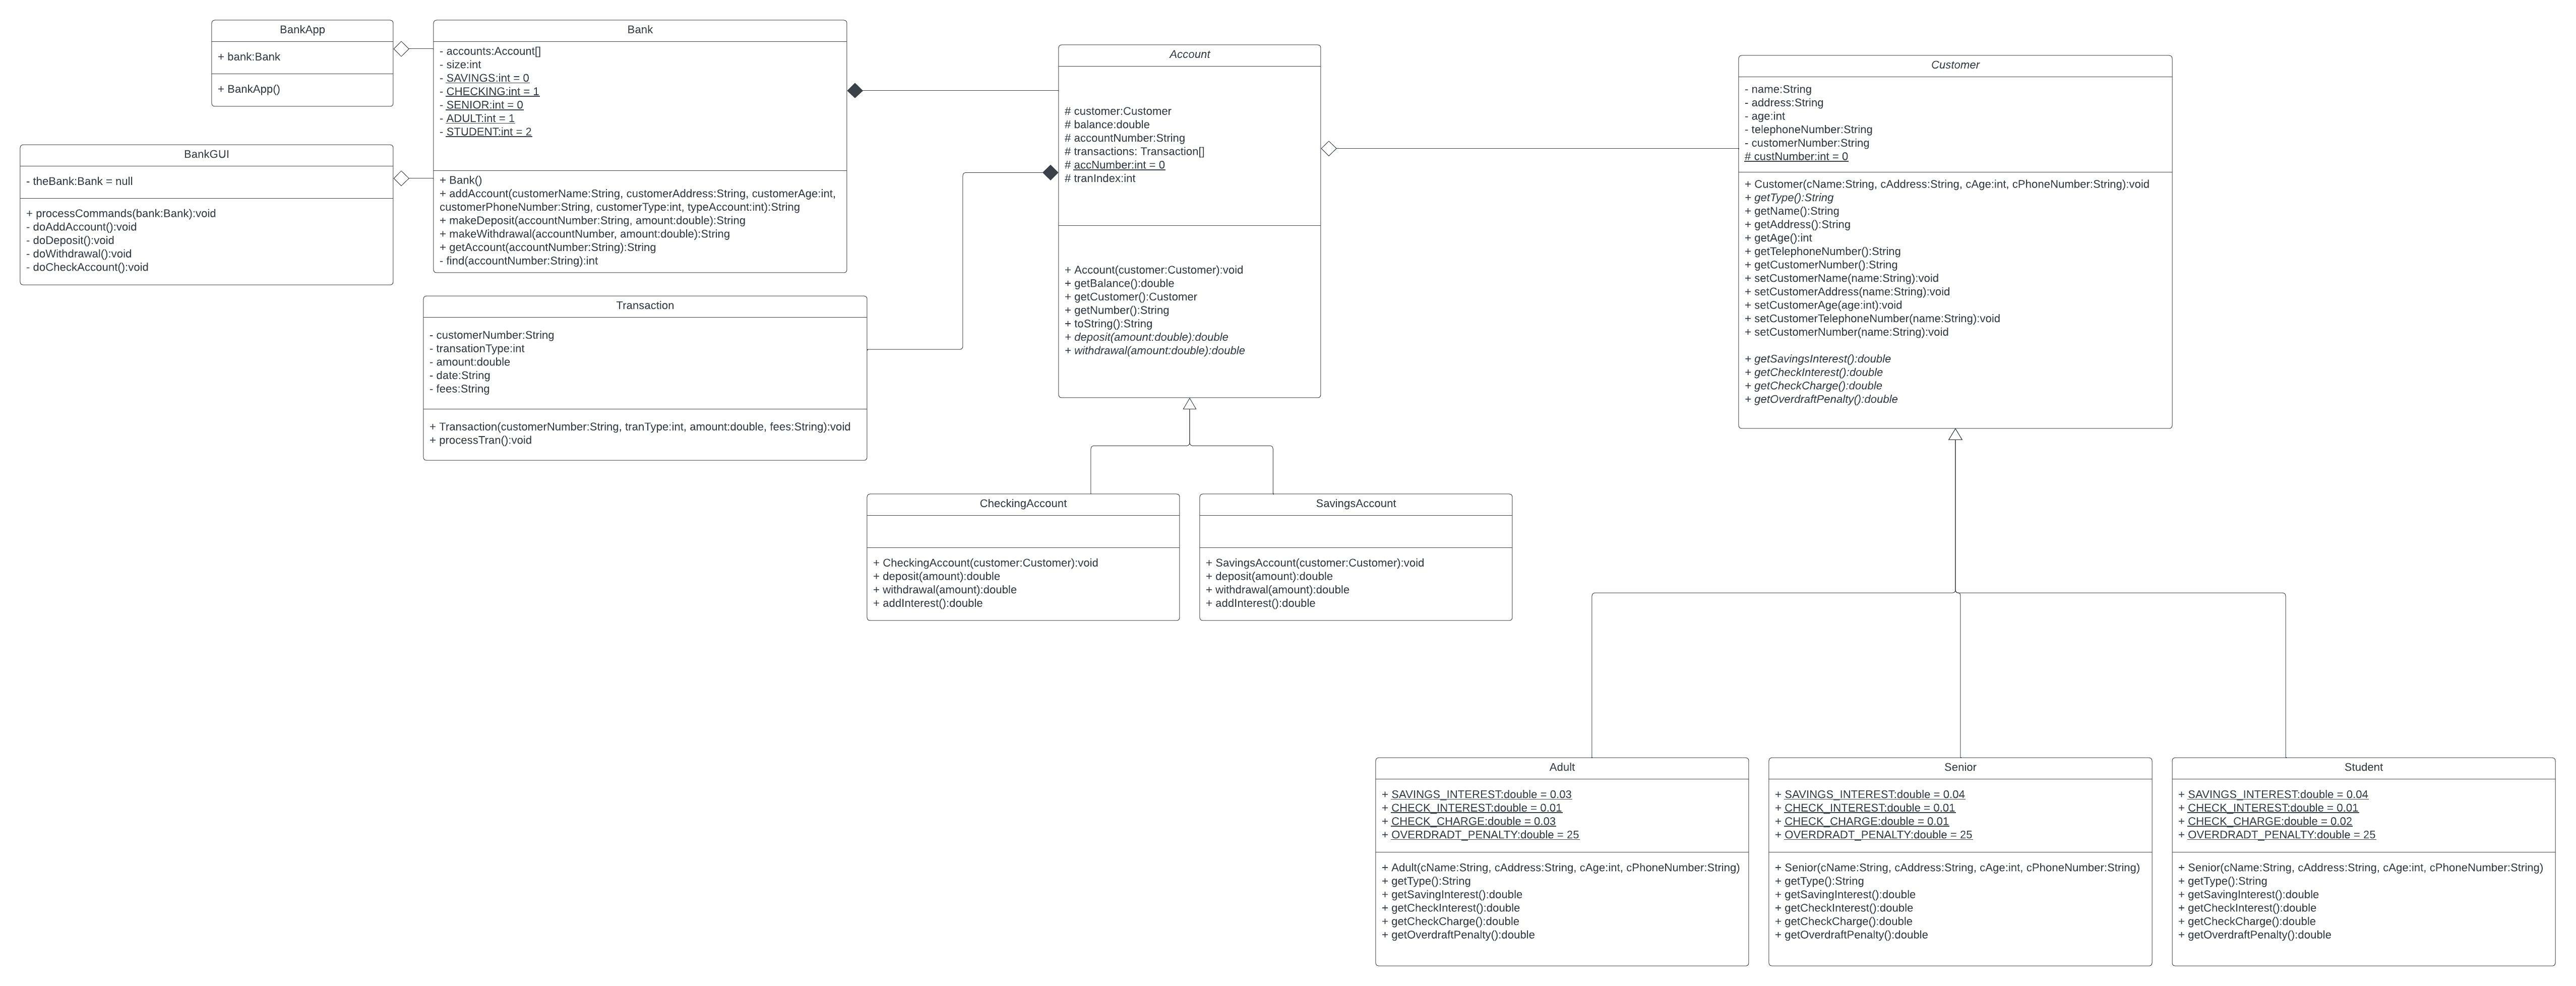 BankApp
+ bank:Bank
+ BankApp()
BankGUI
- theBank:Bank = null
+ processCommands(bank:Bank):void
- doAddAccount():void
- doDeposit():void
- doWithdrawal():void
- doCheckAccount():void
Bank
- accounts:Account[]
- size:int
- SAVINGS:int = 0
- CHECKING:int = 1
- SENIOR:int = 0
- ADULT:int = 1
- STUDENT:int = 2
+ Bank()
+ addAccount(customerName:String, customerAddress:String, customerAge:int,
customerPhoneNumber:String, customerType:int, typeAccount:int):String
+ makeDeposit(accountNumber:String, amount:double):String
+ makeWithdrawal(accountNumber, amount:double):String
+ getAccount(accountNumber:String):String
- find(accountNumber:String):int
Transaction
- customerNumber:String
- transationType:int
- amount:double
- date:String
- fees:String
+ Transaction(customerNumber:String, tranType:int, amount:double, fees:String):void
+ processTran():void
Account
# customer:Customer
# balance:double
# accountNumber:String
# transactions: Transaction[]
# accNumber:int = 0
# tranIndex:int
+ Account(customer:Customer):void
+ getBalance():double
+ getCustomer():Customer
+ getNumber():String
+ toString():String
+ deposit(amount:double):double
+ withdrawal(amount:double):double
CheckingAccount
+ CheckingAccount(customer:Customer):void
+ deposit(amount):double
+ withdrawal(amount):double
+ addInterest():double
SavingsAccount
+ SavingsAccount(customer:Customer):void
+ deposit(amount):double
+ withdrawal(amount):double
+ addInterest():double
Customer
- name:String
- address:String
- age:int
- telephoneNumber:String
- customerNumber:String
# custNumber:int = 0
+ Customer(cName:String, cAddress:String, cAge:int, cPhoneNumber:String):void
+ getType():String
+ getName():String
+ getAddress():String
+ getAge():int
+ getTelephoneNumber():String
+ getCustomerNumber():String
+ setCustomerName(name:String):void
+ setCustomerAddress(name:String):void
+ setCustomerAge(age:int):void
+ setCustomerTelephoneNumber(name:String):void
+ setCustomerNumber(name:String):void
+ getSavingsInterest():double
+ getCheckInterest():double
+ getCheckCharge():double
+ getOverdraftPenalty():double
Adult
+ SAVINGS_INTEREST:double = 0.03
+ CHECK_INTEREST:double = 0.01
+ CHECK_CHARGE:double = 0.03
+ OVERDRADT_PENALTY:double = 25
+ Adult(cName:String, cAddress:String, cAge:int, cPhoneNumber:String)
+ getType():String
+ getSavingInterest():double
+ getCheckInterest():double
+ getCheckCharge():double
+ getOverdraftPenalty():double
Senior
+ SAVINGS_INTEREST:double = 0.04
+ CHECK_INTEREST:double = 0.01
+ CHECK_CHARGE:double = 0.01
+ OVERDRADT_PENALTY:double = 25
+ Senior(cName:String, cAddress:String, cAge:int, cPhoneNumber:String)
+ getType():String
+ getSavingInterest():double
+ getCheckInterest():double
+ getCheckCharge():double
+ getOverdraftPenalty():double
Student
+ SAVINGS_INTEREST:double = 0.04
+ CHECK_INTEREST:double = 0.01
+ CHECK_CHARGE:double = 0.02
+ OVERDRADT_PENALTY:double = 25
+ Senior(cName:String, cAddress:String, cAge:int, cPhoneNumber:String)
+ getType():String
+ getSavingInterest():double
+ getCheckInterest():double
+ getCheckCharge():double
+ getOverdraftPenalty():double